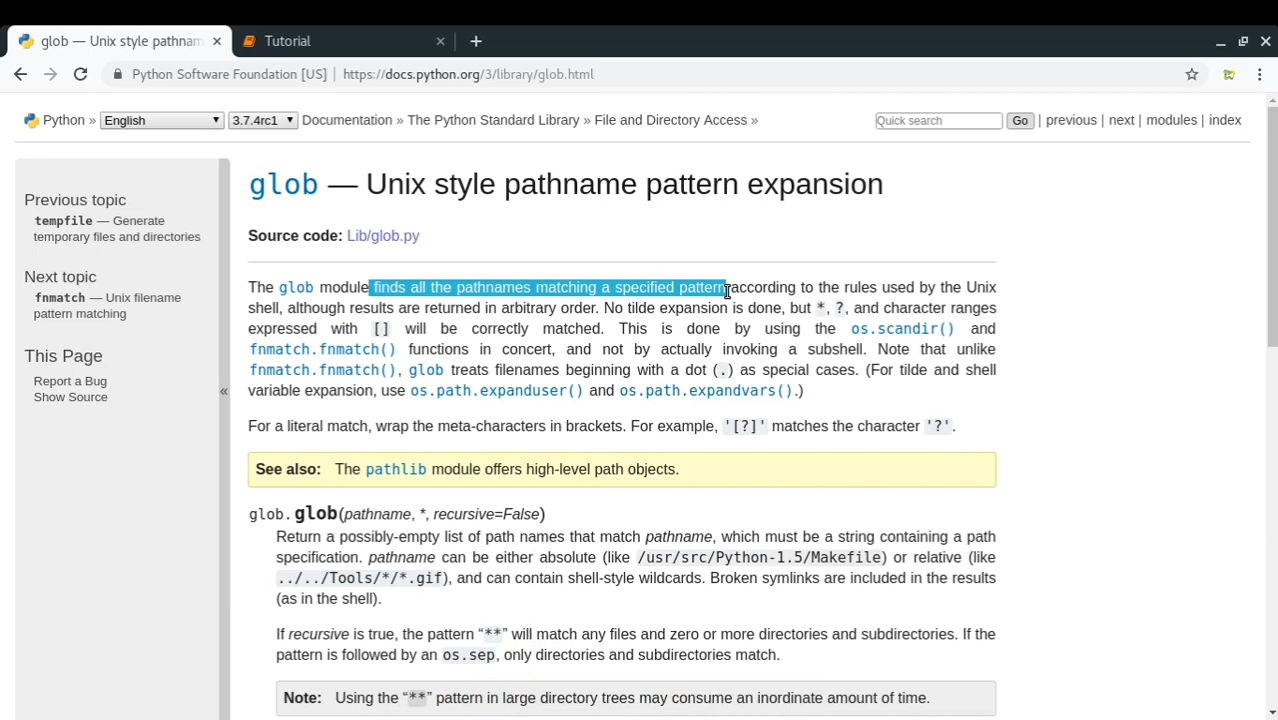 glob — Unix style pathnam
Tutorial
Python Software Foundation [US] | https://docs.python.org/3/library/glob.html
Python » English 3.7.4rc1 Documentation » The Python Standard Library » File and Directory Access » Quick search Go | previous | next | modules | index
Previous topic
tempfile — Generate
temporary files and directories
Next topic
fnmatch — Unix filename
pattern matching
This Page
Report a Bug
Show Source
«
glob — Unix style pathname pattern expansion
Source code: Lib/glob.py
The glob module finds all the pathnames matching a specified pattern according to the rules used by the Unix
shell, although results are returned in arbitrary order. No tilde expansion is done, but *, ?, and character ranges
expressed with [] will be correctly matched. This is done by using the os.scandir() and
fnmatch.fnmatch() functions in concert, and not by actually invoking a subshell. Note that unlike
fnmatch.fnmatch(), glob treats filenames beginning with a dot (.) as special cases. (For tilde and shell
variable expansion, use os.path.expanduser() and os.path.expandvars().)
For a literal match, wrap the meta-characters in brackets. For example, '[?]' matches the character '?'.
See also: The pathlib module offers high-level path objects.
glob.glob(pathname, *, recursive=False)
Return a possibly-empty list of path names that match pathname, which must be a string containing a path
specification. pathname can be either absolute (like /usr/src/Python-1.5/Makefile) or relative (like
../../Tools/*/*.gif), and can contain shell-style wildcards. Broken symlinks are included in the results
(as in the shell).
If recursive is true, the pattern “**” will match any files and zero or more directories and subdirectories. If the
pattern is followed by an os.sep, only directories and subdirectories match.
Note: Using the “**” pattern in large directory trees may consume an inordinate amount of time.